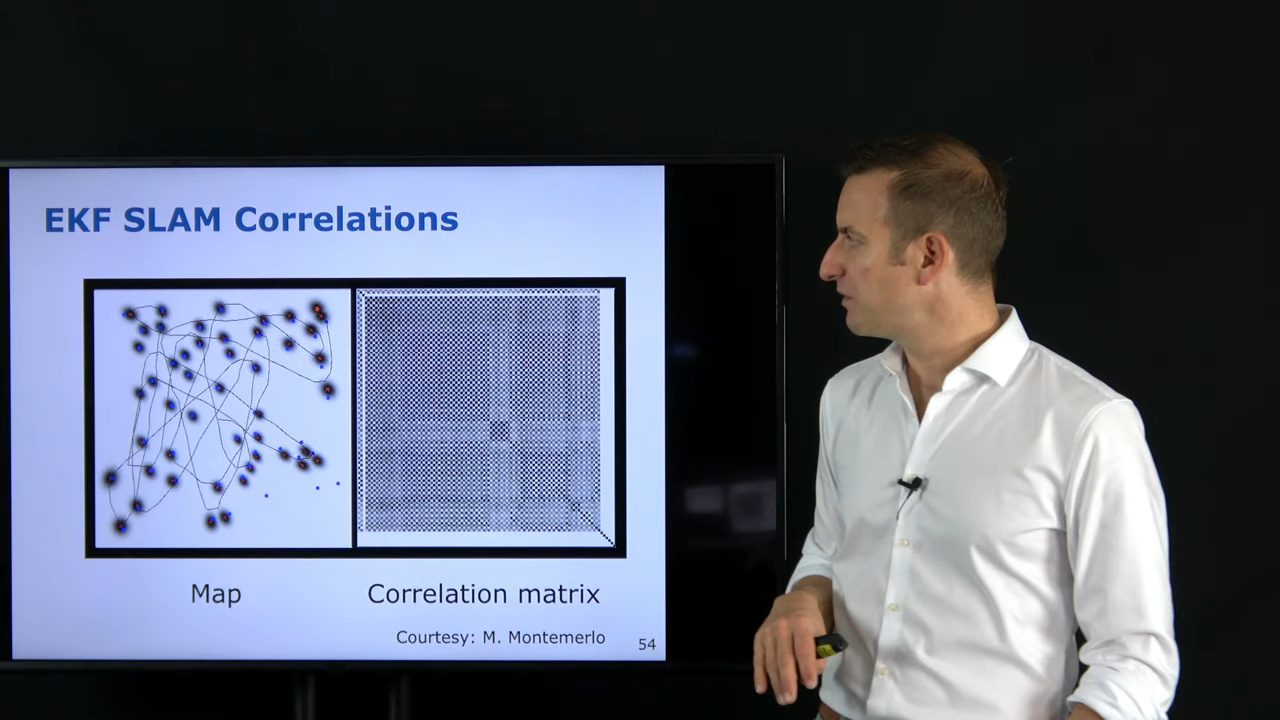 EKF SLAM Correlations
Map
Correlation matrix
Courtesy: M. Montemerlo
54